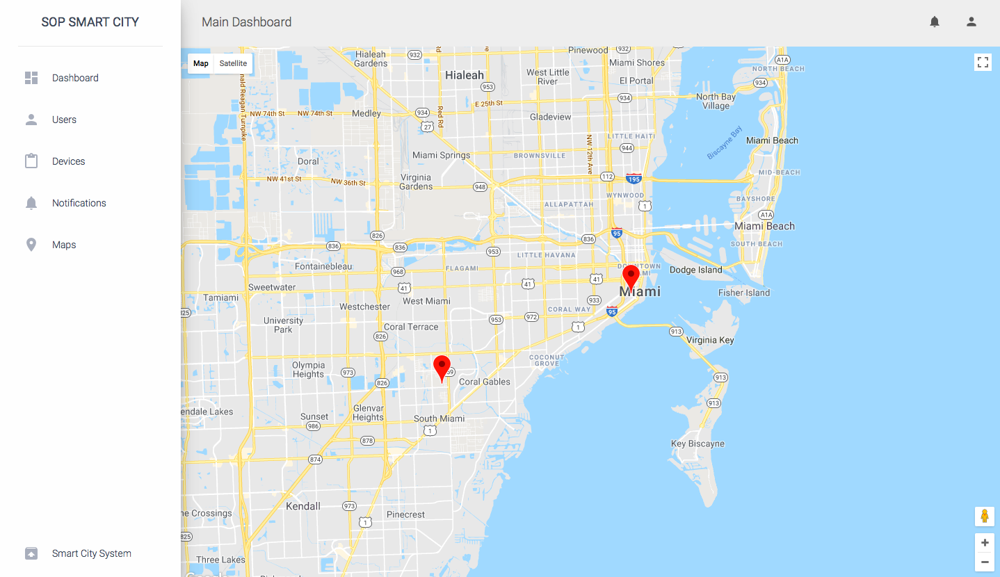 SOP SMART CITY
Main Dashboard
Dashboard
Users
Devices
Notifications
Maps
Smart City System
Map
Satellite
Hialeah
Gardens
932
Rd
Pinewood
932
Miami Shores
A1A
NORTH BEACH
Hialeah
West Little
River
El Portal
934
953
934
North Bay
Village
E 25th St
NW 74th St
NW 74th St
Medley
934
Red Rd
27
Gladeview
nald Reagan Turnpike
NW 12th Ave
LITTLE HAITI
944
Biscayne Bay
Miami Beach
Miami Springs
BROWNSVILLE
Doral
MID-BEACH
NW 41st St
NW 36th St
Virginia
Gardens
948
112
195
WYNWOOD
BAYSHORE
ALLAPATTAH
1
A1A
Miami Beach
826
95
836
836
836
SOUTH BEACH
953
LITTLE HAVANA
Fontainebleau
FLAGAMI
DOWNTOWN
MI
Dodge Island
968
41
41
41
Sweetwater
Miami
Fisher Island
Tamiami
West Miami
933
Westchester
CORAL WAY
95
825
University
Park
953
972
Coral Terrace
1
913
826
Virginia Key
COCONUT
GROVE
Olympia
Heights
973
826
59
Coral Gables
913
913
endale Lakes
Glenvar
Heights
Sunset
986
South Miami
1
878
Key Biscayne
874
Kendall
973
Pinecrest
1
ne Crossings
825
Three Lakes
Google